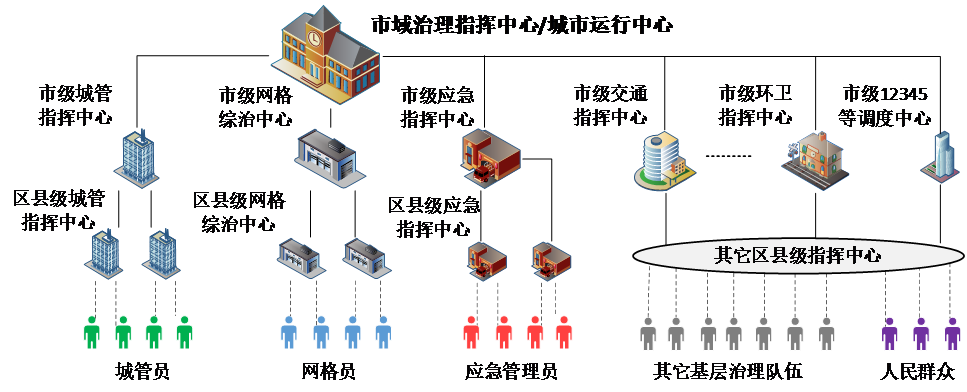 市域治理指挥中心/城市运行中心
市级城管
指挥中心
市级网格
综治中心
市级应急
指挥中心
市级交通
指挥中心
市级环卫
指挥中心
市级12345
等调度中心
区县级城管
指挥中心
区县级网格
综治中心
区县级应急
指挥中心
其它区县级指挥中心
城管员
网格员
应急管理员
其它基层治理队伍
人民群众